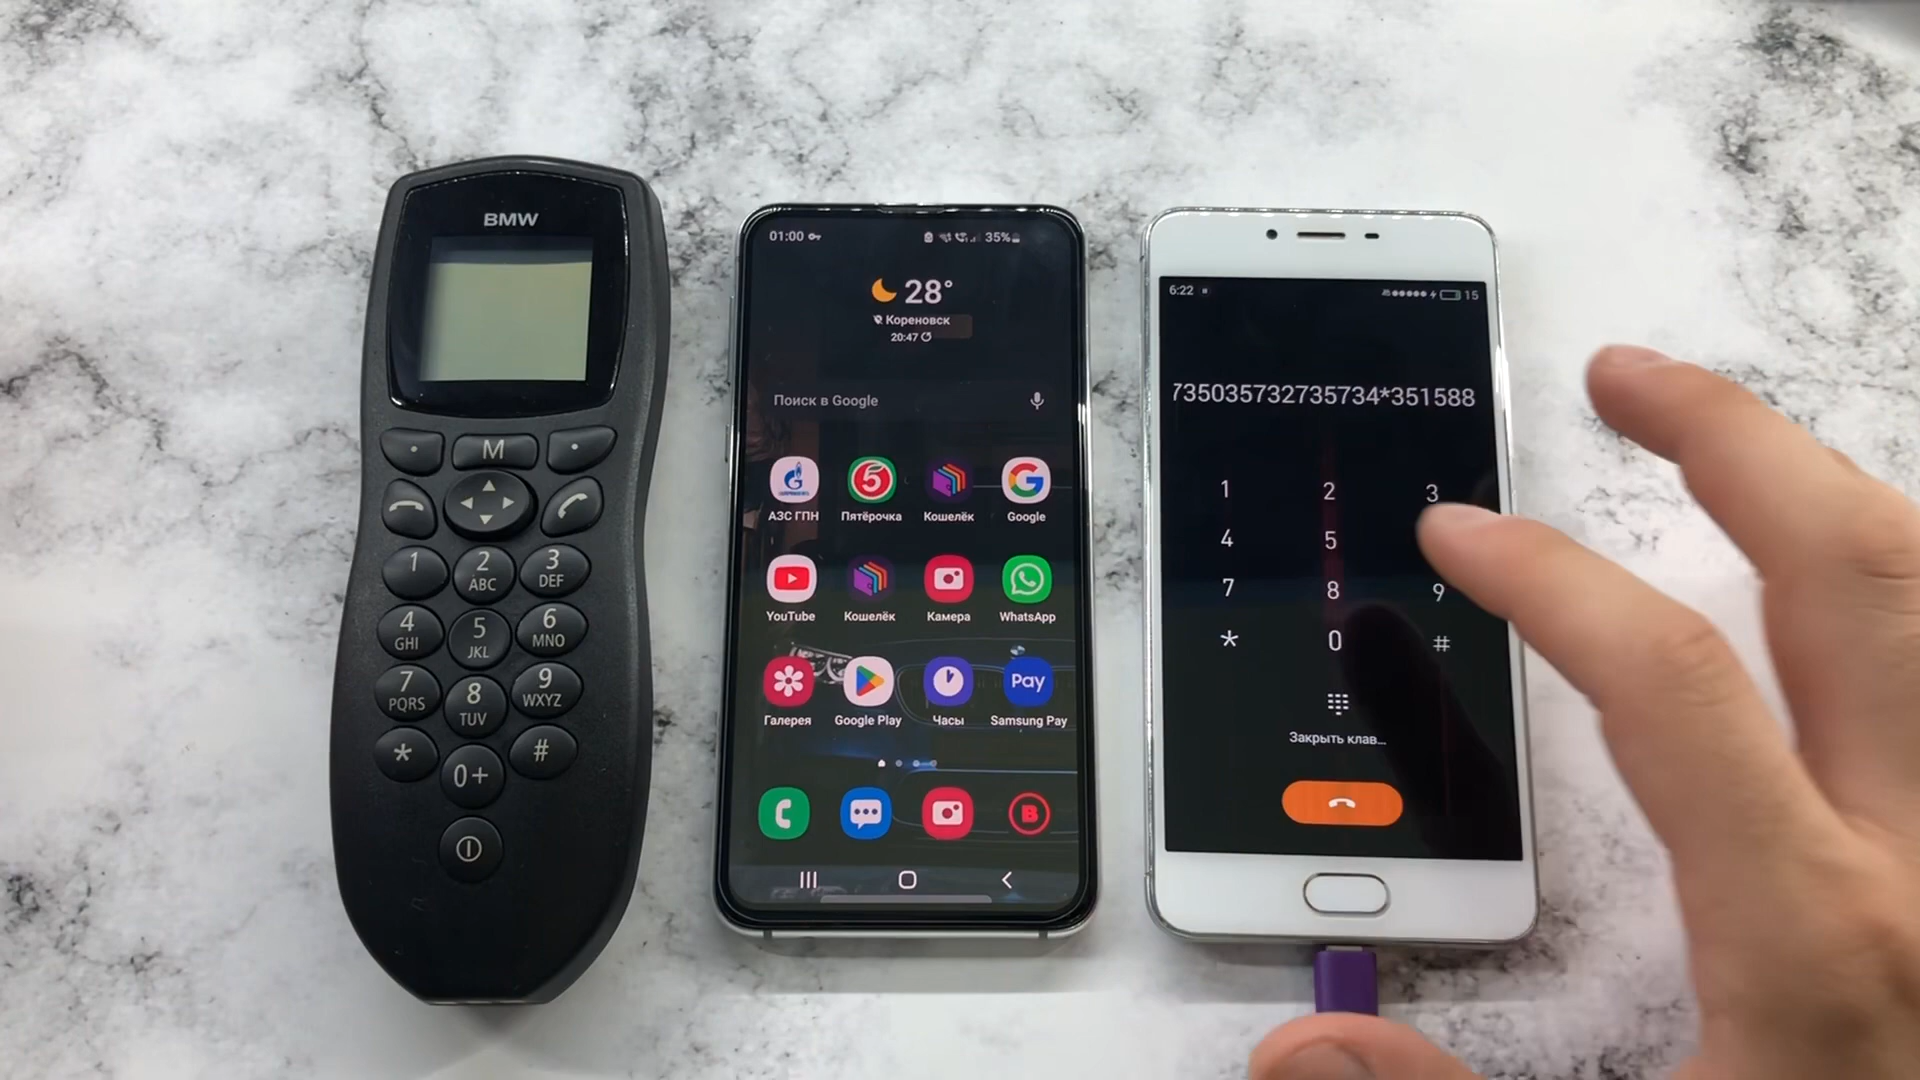 BMW
M
1
2 ABC
3 DEF
4 GHI
5 JKL
6 MNO
7 PQRS
8 TUV
9 WXYZ
*
0+
#
01:00
35%
28°
Кореновск
20:47
Поиск в Google
5
G
АЗС ГПН
Пятёрочка
Кошелёк
Google
YouTube
Кошелёк
Камера
WhatsApp
Pay
Галерея
Google Play
Часы
Samsung Pay
B
6:22
15
735035732735734*351588
1 2 3
4 5
7 8 9
* 0 #
Закрыть клав...